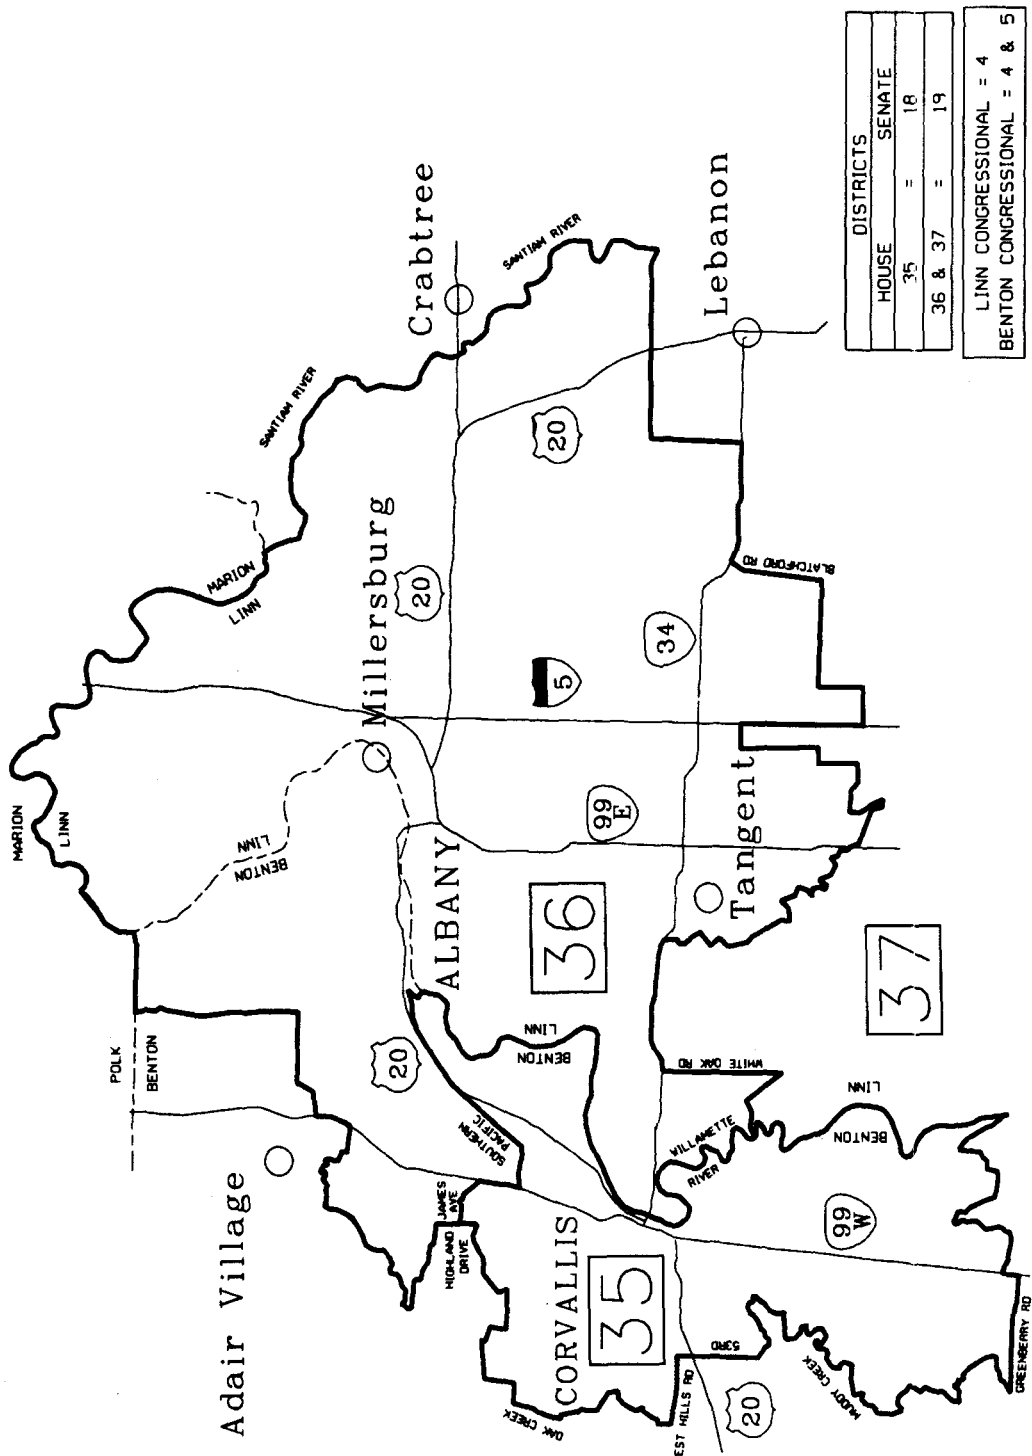 Adair Village
POLK
BENTON
MARION
LINN
MARION
LINN
SANTIAM RIVER
SANTIAM RIVER
LINN
BENTON
Millersburg
Crabtree
20
20
20
5
34
99
E
ALBANY
36
Tangent
Lebanon
BLATCHFORD RD
SOUTHERN
PACIFIC
JAMES
AVE
HIGHLAND
DRIVE
LINN
BENTON
CORVALLIS
35
WHITE OAK RD
WILLAMETTE
RIVER
37
LINN
BENTON
99
W
OAK CREEK
EST HILLS RD
53RD
20
MUDDY CREEK
GREENBERRY RD
DISTRICTS
HOUSE SENATE
35 = 18
36 & 37 = 19
LINN CONGRESSIONAL = 4
BENTON CONGRESSIONAL = 4 & 5